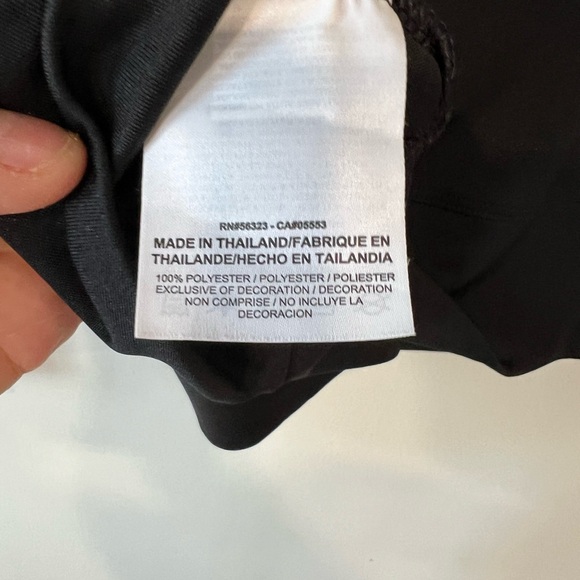 RN#56323 - CA#05553
MADE IN THAILAND/FABRIQUE EN
THAILANDE/HECHO EN TAILANDIA
100% POLYESTER / POLYESTER / POLIESTER
EXCLUSIVE OF DECORATION / DECORATION
NON COMPRISE / NO INCLUYE LA
DECORACION